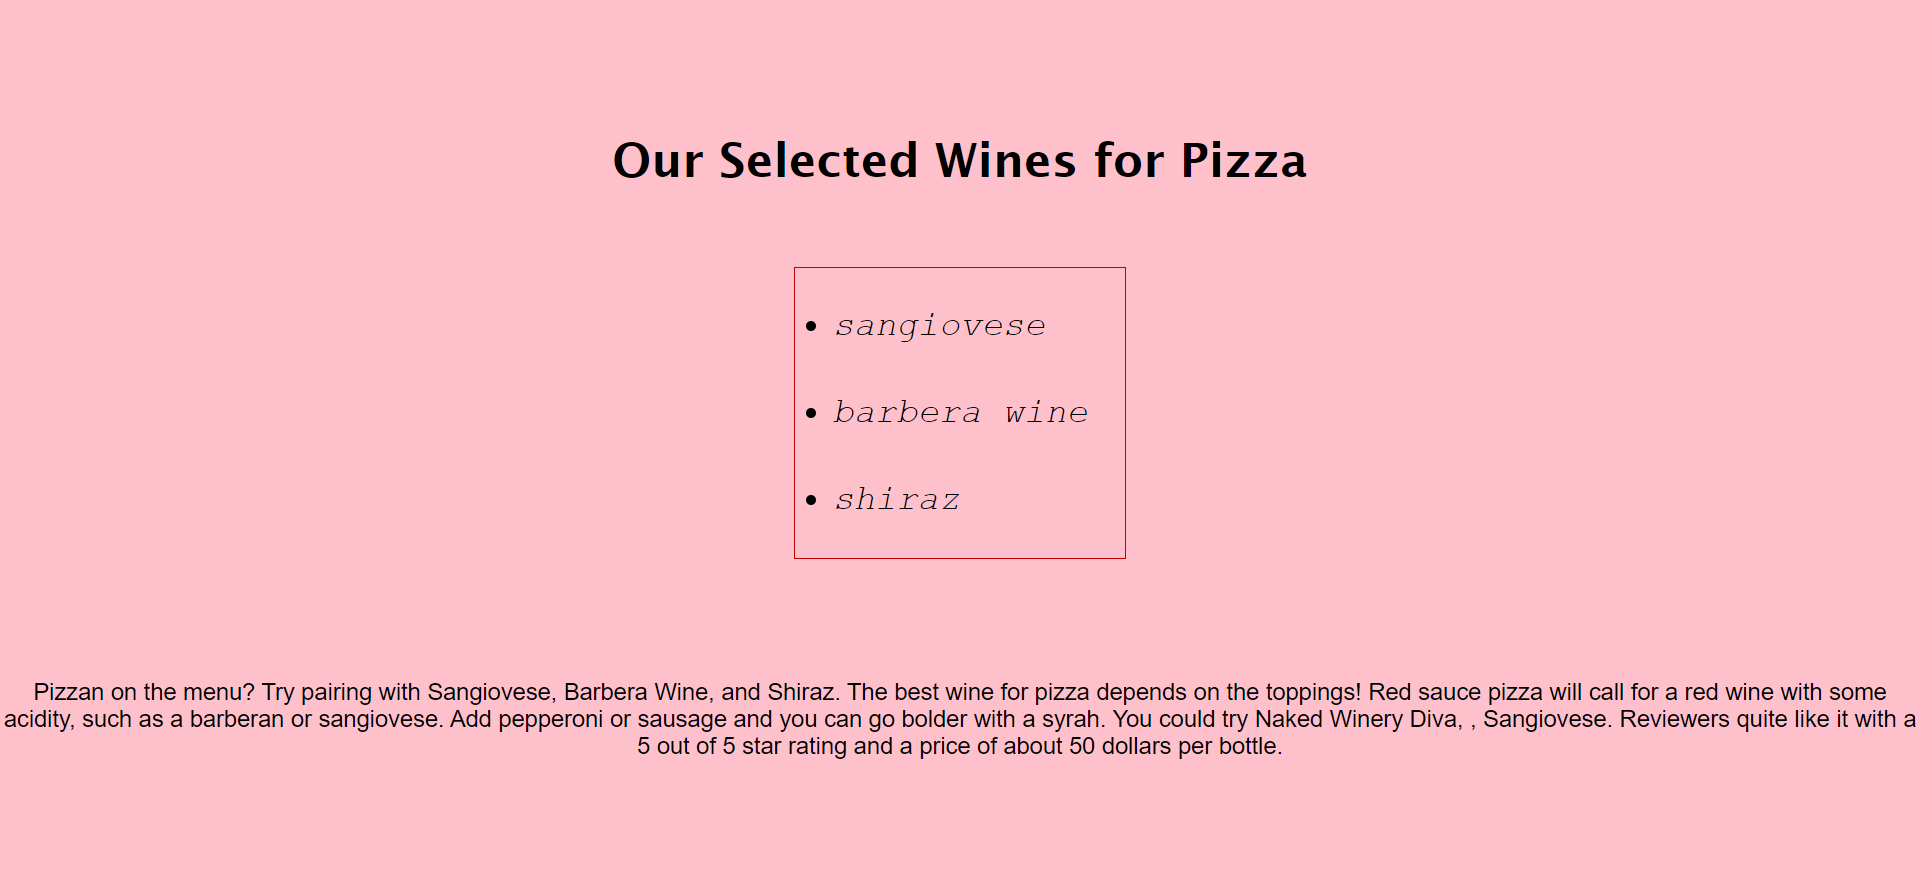 Our Selected Wines for Pizza
sangiovese
barbera wine
shiraz
Pizzan on the menu? Try pairing with Sangiovese, Barbera Wine, and Shiraz. The best wine for pizza depends on the toppings! Red sauce pizza will call for a red wine with some
acidity, such as a barberan or sangiovese. Add pepperoni or sausage and you can go bolder with a syrah. You could try Naked Winery Diva, , Sangiovese. Reviewers quite like it with a
5 out of 5 star rating and a price of about 50 dollars per bottle.